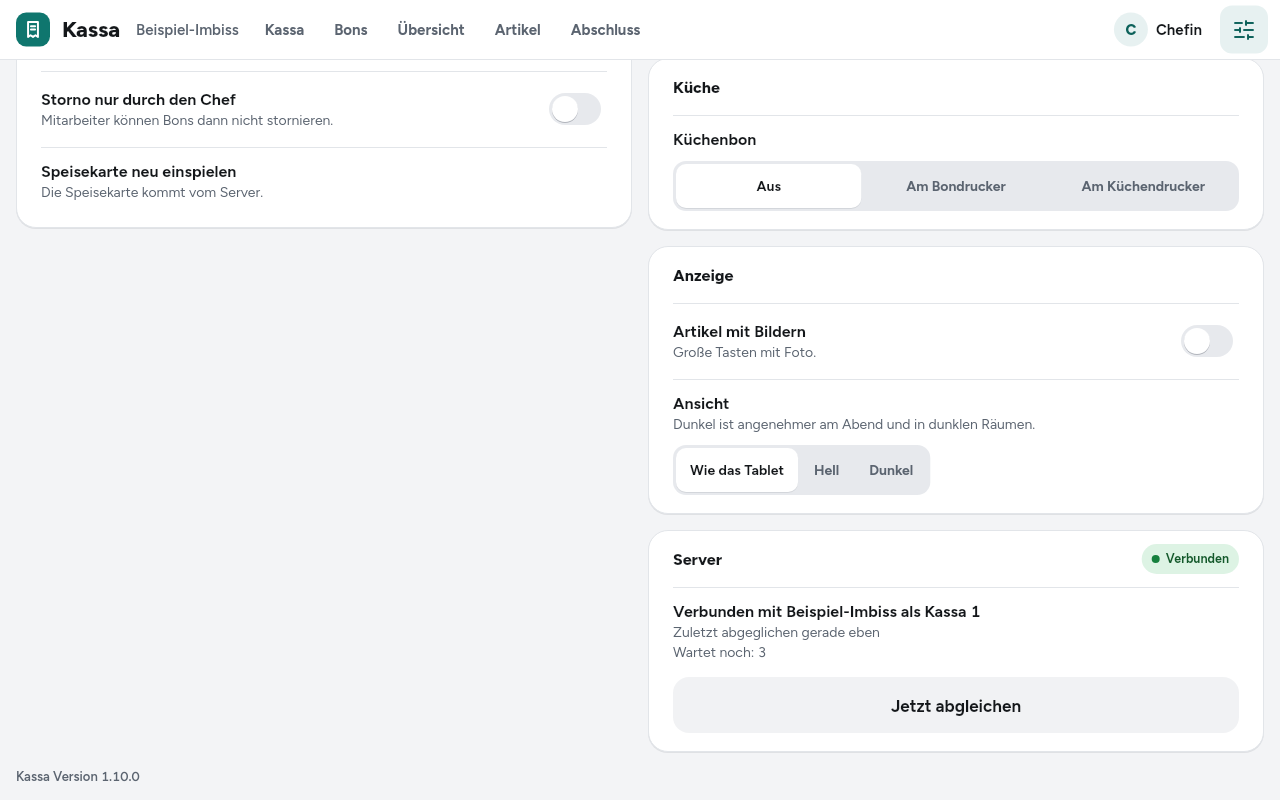 Kassa Beispiel-Imbiss Kassa Bons Übersicht Artikel Abschluss C Chefin
Storno nur durch den Chef
Mitarbeiter können Bons dann nicht stornieren.
Speisekarte neu einspielen
Die Speisekarte kommt vom Server.
Küche
Küchenbon
Aus Am Bondrucker Am Küchendrucker
Anzeige
Artikel mit Bildern
Große Tasten mit Foto.
Ansicht
Dunkel ist angenehmer am Abend und in dunklen Räumen.
Wie das Tablet Hell Dunkel
Server Verbunden
Verbunden mit Beispiel-Imbiss als Kassa 1
Zuletzt abgeglichen gerade eben
Wartet noch: 3
Jetzt abgleichen
Kassa Version 1.10.0